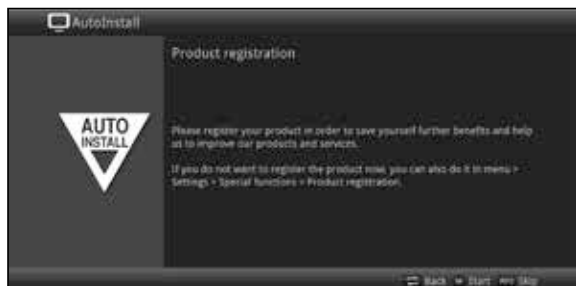 AutoInstall
Product registration
AUTO
INSTALL
Please register your product in order to save yourself further benefits and help
us to improve our products and services.
If you do not want to register the product now, you can also do it in menu >
Settings > Special functions > Product registration.
Back Start Skip